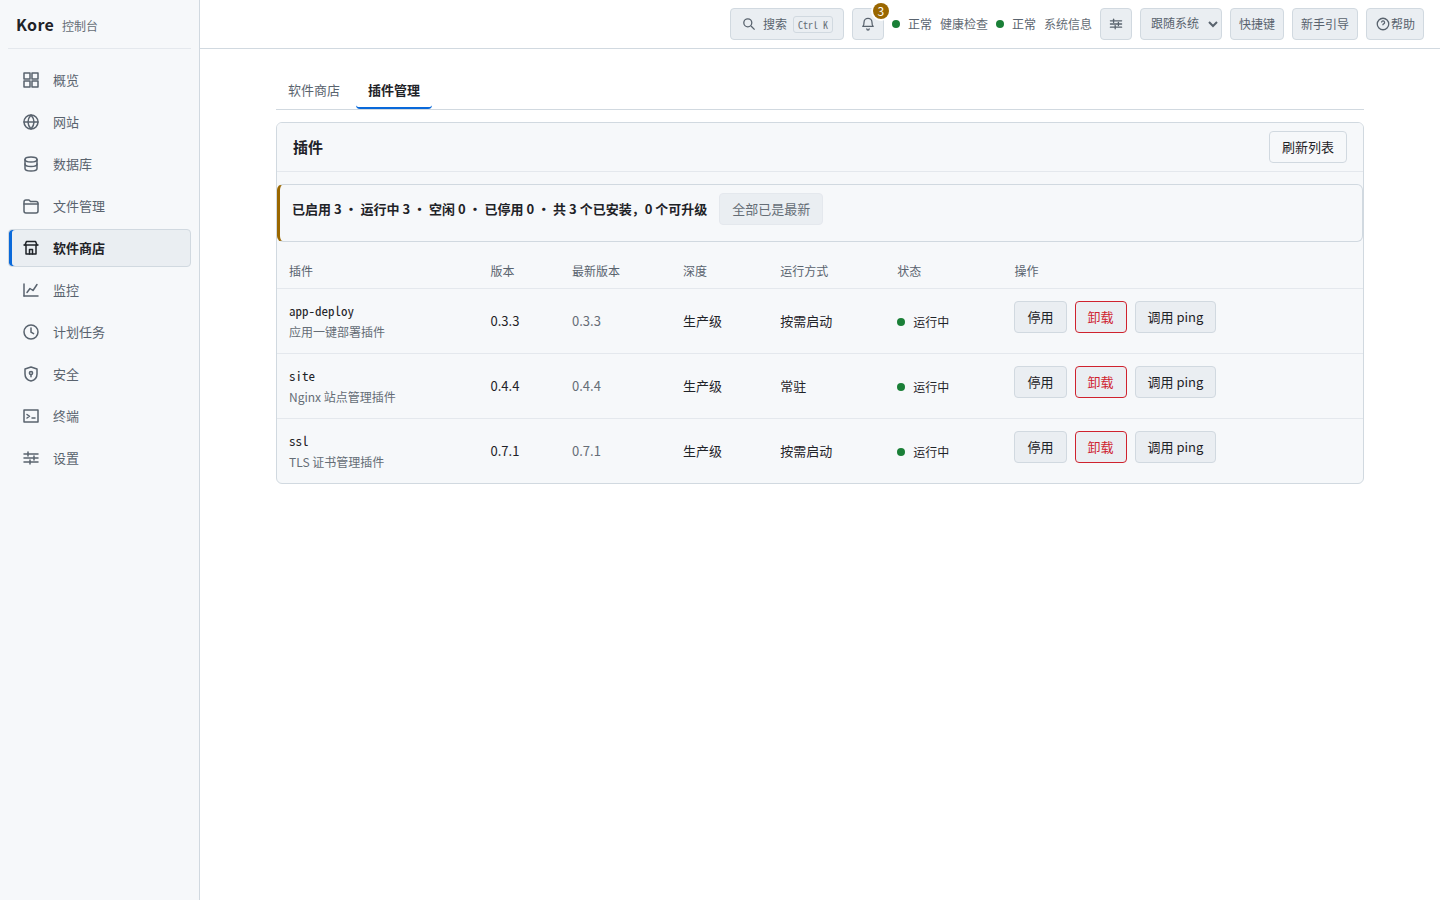 Kore 控制台
搜索 Ctrl K
3
正常 健康检查
正常 系统信息
跟随系统
快捷键
新手引导
帮助
概览
网站
数据库
文件管理
软件商店
监控
计划任务
安全
终端
设置
软件商店 插件管理
插件
刷新列表
已启用 3 · 运行中 3 · 空闲 0 · 已停用 0 · 共 3 个已安装，0 个可升级 全部已是最新
插件 版本 最新版本 深度 运行方式 状态 操作
app-deploy
应用一键部署插件
0.3.3 0.3.3 生产级 按需启动 运行中 停用 卸载 调用 ping
site
Nginx 站点管理插件
0.4.4 0.4.4 生产级 常驻 运行中 停用 卸载 调用 ping
ssl
TLS 证书管理插件
0.7.1 0.7.1 生产级 按需启动 运行中 停用 卸载 调用 ping